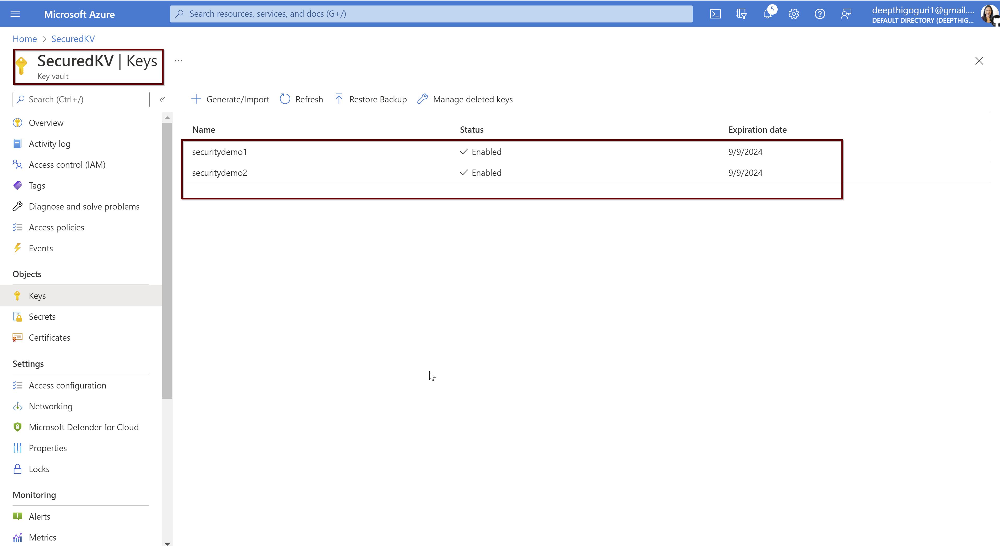 Microsoft Azure
Search resources, services, and docs (G+/)
5
deepthigoguri1@gmail....
DEFAULT DIRECTORY (DEEPTHIG...
Home > SecuredKV
SecuredKV | Keys ...
Key vault
Search (Ctrl+/) «
Generate/Import Refresh Restore Backup Manage deleted keys
Overview
Activity log
Access control (IAM)
Tags
Diagnose and solve problems
Access policies
Events
Objects
Keys
Secrets
Certificates
Settings
Access configuration
Networking
Microsoft Defender for Cloud
Properties
Locks
Monitoring
Alerts
Metrics
Name Status Expiration date
securitydemo1 Enabled 9/9/2024
securitydemo2 Enabled 9/9/2024